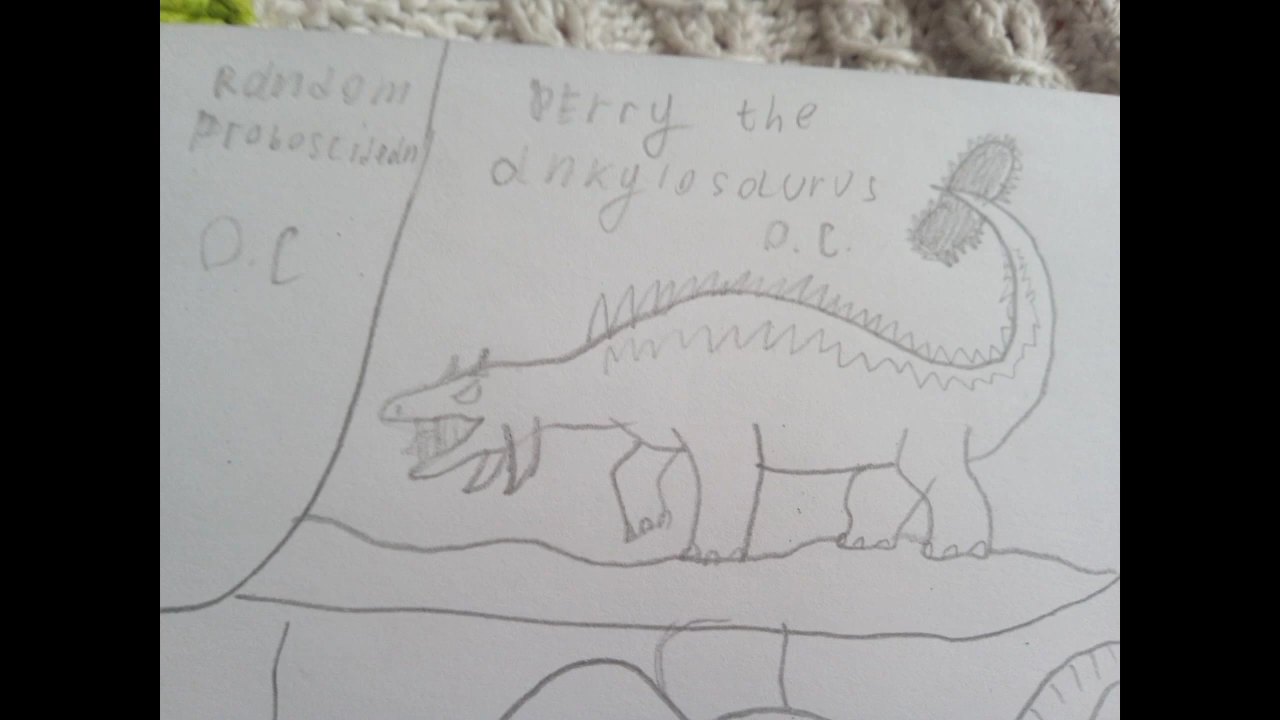 Random
Proboscidean
O.C
PErry the
ankylosaurus
O.C.